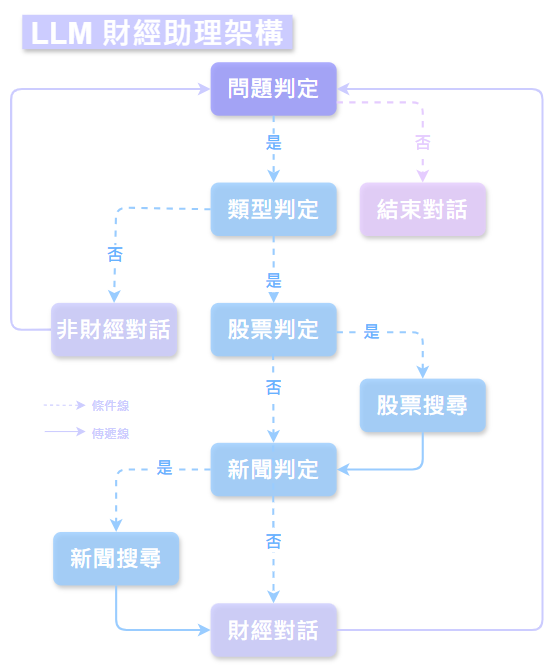 LLM 財經助理架構
問題判定
是
否
類型判定
結束對話
否
是
非財經對話
股票判定
是
否
股票搜尋
條件線
傳遞線
新聞判定
是
否
新聞搜尋
財經對話